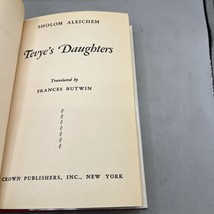 SHOLOM ALEICHEM
Tevye's Daughters
Translated by
FRANCES BUTWIN
CROWN PUBLISHERS, INC., NEW YORK